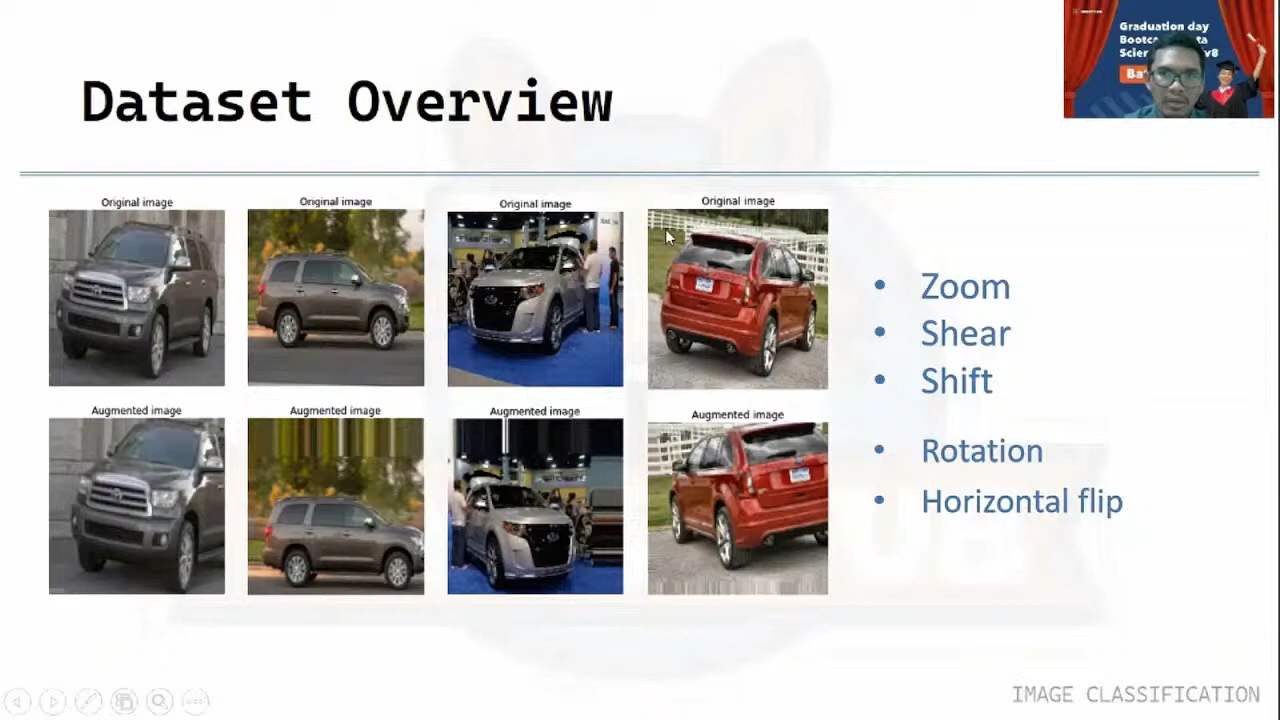 Graduation day
Dataset Overview
Original image
Original image
Original image
Original image
Augmented image
Augmented image
Augmented image
Augmented image
• Zoom
• Shear
• Shift
• Rotation
• Horizontal flip
IMAGE CLASSIFICATION